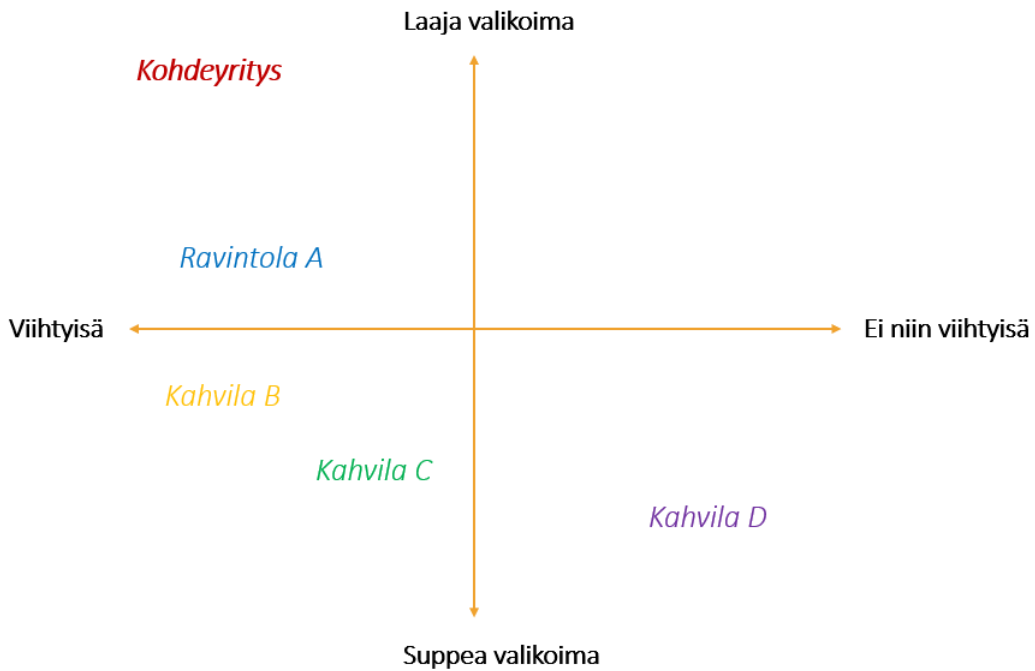 Laaja valikoima
Kohdeyritys
Ravintola A
Viihtyisä
Ei niin viihtyisä
Kahvila B
Kahvila C
Kahvila D
Suppea valikoima